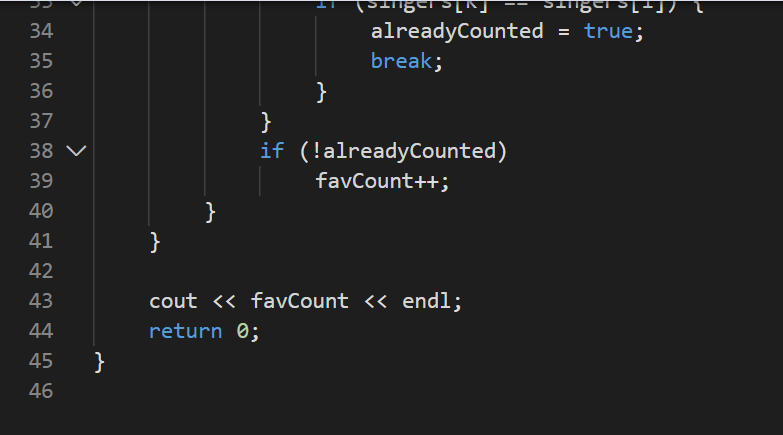 33 if (singers[k] == singers[i]) {
34 alreadyCounted = true;
35 break;
36 }
37 }
38 if (!alreadyCounted)
39 favCount++;
40 }
41 }
42
43 cout << favCount << endl;
44 return 0;
45 }
46